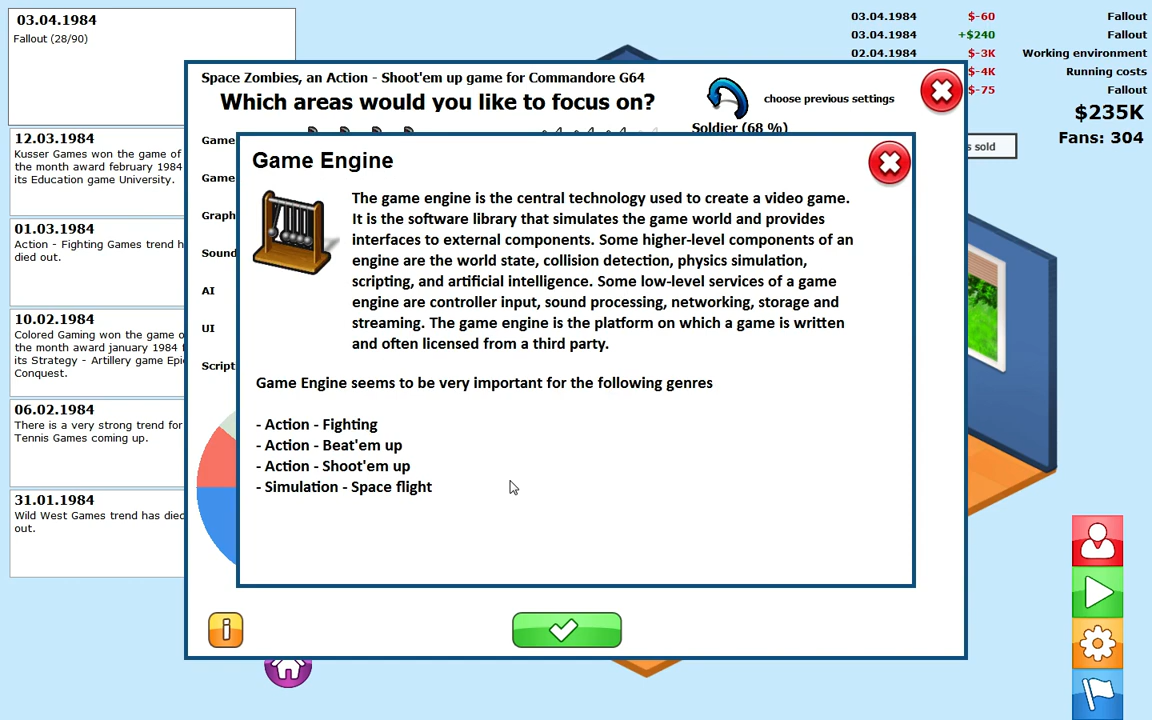 03.04.1984
Fallout (28/90)
12.03.1984
Kusser Games won the game of
the month award february 1984
its Education game University.
01.03.1984
Action - Fighting Games trend h
died out.
10.02.1984
Colored Gaming won the game o
the month award january 1984
its Strategy - Artillery game Epi
Conquest.
06.02.1984
There is a very strong trend for
Tennis Games coming up.
31.01.1984
Wild West Games trend has died
out.
03.04.1984 $-60 Fallout
03.04.1984 +$240 Fallout
02.04.1984 $-3K Working environment
$-4K Running costs
$-75 Fallout
$235K
Fans: 304
s sold
Space Zombies, an Action - Shoot'em up game for Commandore G64
Which areas would you like to focus on?
choose previous settings
Soldier (68 %)
Game
Game
Graph
Sound
AI
UI
Script
Game Engine
The game engine is the central technology used to create a video game.
It is the software library that simulates the game world and provides
interfaces to external components. Some higher-level components of an
engine are the world state, collision detection, physics simulation,
scripting, and artificial intelligence. Some low-level services of a game
engine are controller input, sound processing, networking, storage and
streaming. The game engine is the platform on which a game is written
and often licensed from a third party.
Game Engine seems to be very important for the following genres
- Action - Fighting
- Action - Beat'em up
- Action - Shoot'em up
- Simulation - Space flight
i